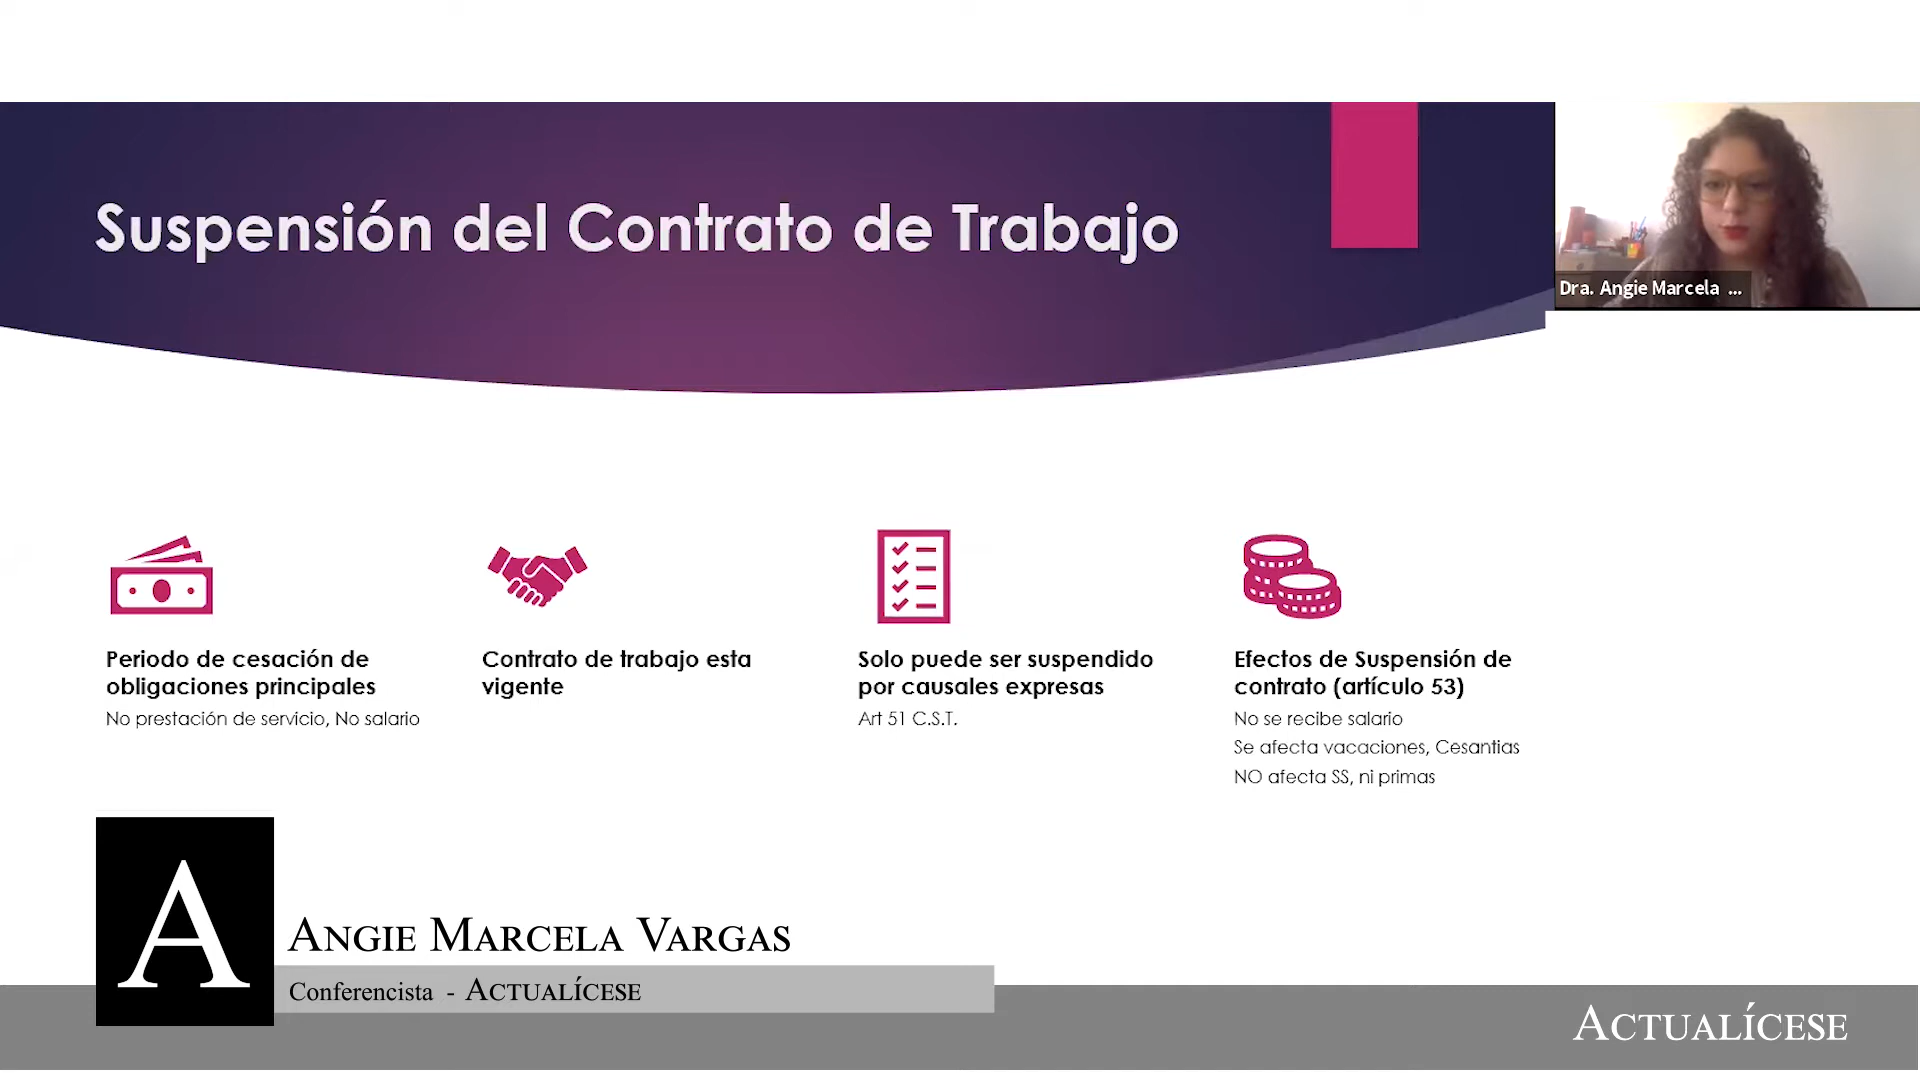 Suspensión del Contrato de Trabajo
Dra. Angie Marcela ...
Periodo de cesación de
obligaciones principales
No prestación de servicio, No salario
Contrato de trabajo esta
vigente
Solo puede ser suspendido
por causales expresas
Art 51 C.S.T.
Efectos de Suspensión de
contrato (artículo 53)
No se recibe salario
Se afecta vacaciones, Cesantias
NO afecta SS, ni primas
A
ANGIE MARCELA VARGAS
Conferencista - ACTUALÍCESE
ACTUALÍCESE